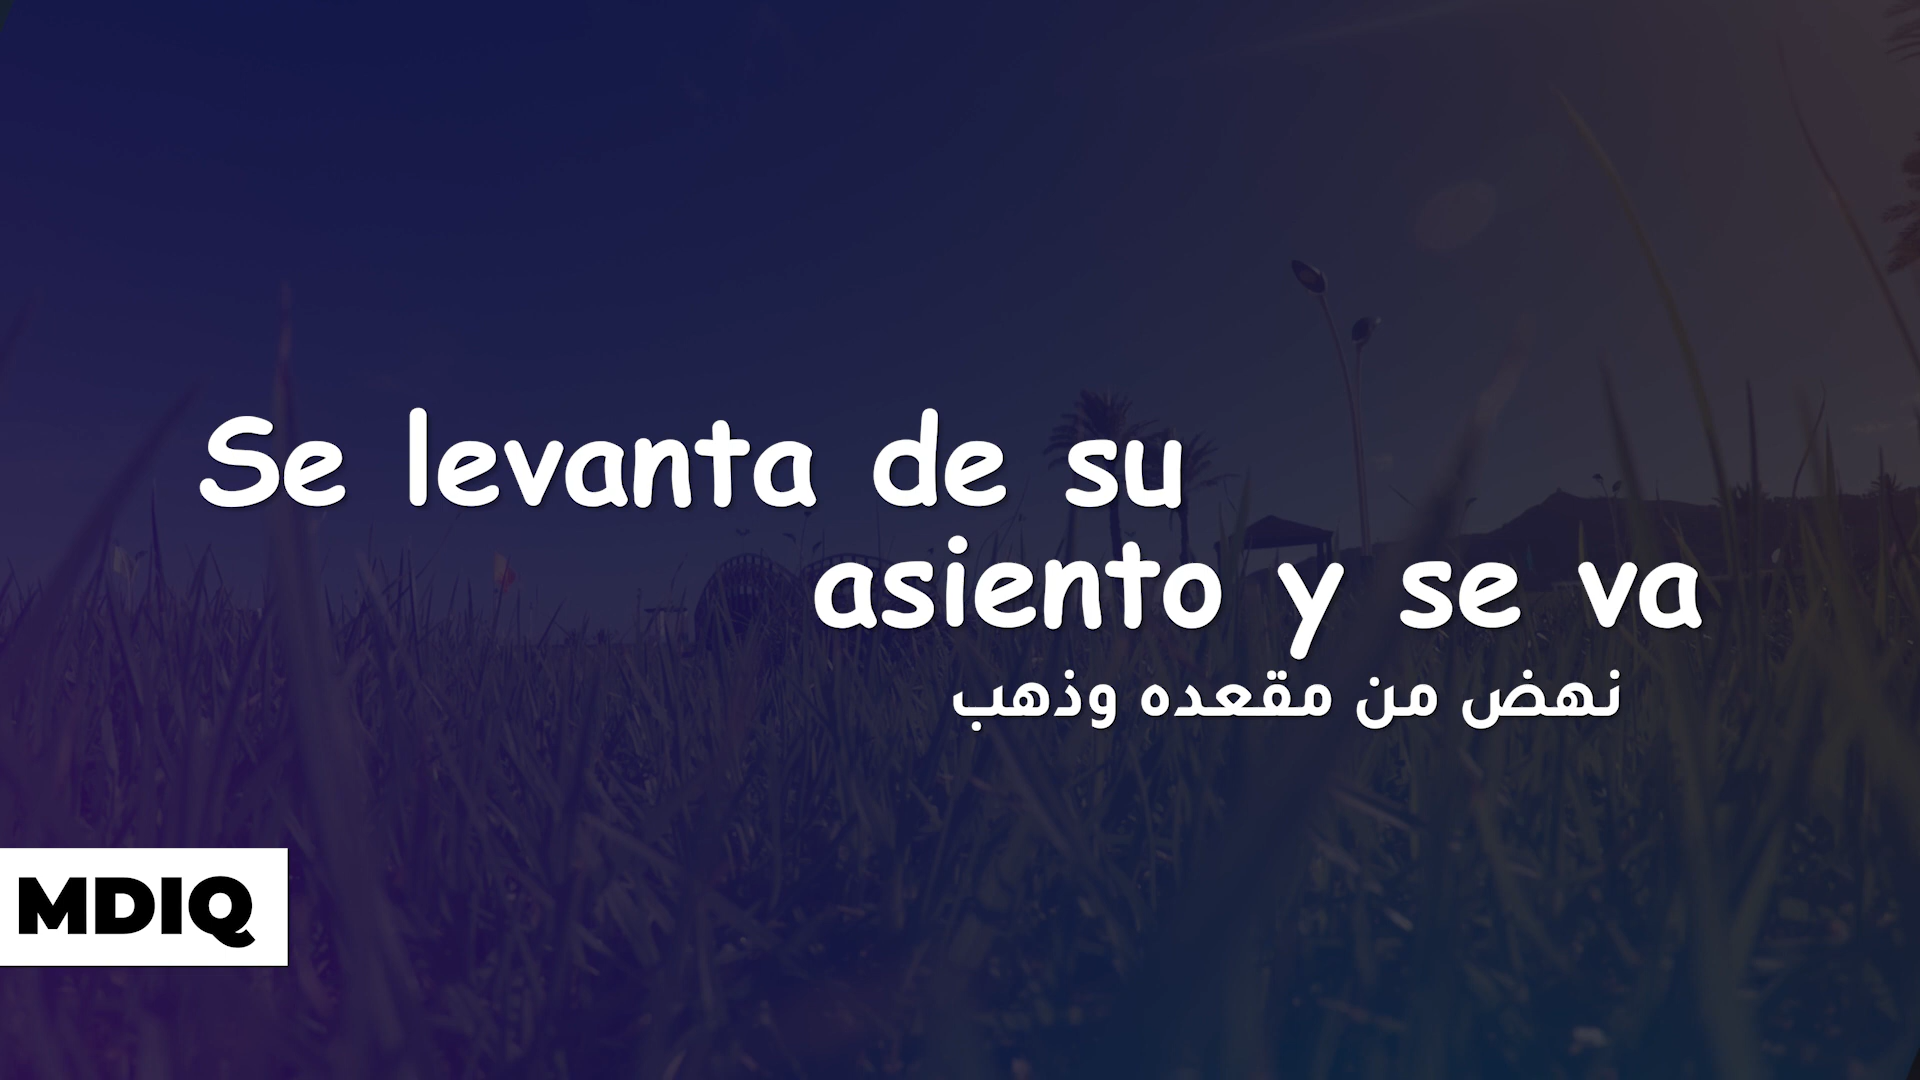 Se levanta de su
asiento y se va
نهض من مقعده وذهب
MDIQ